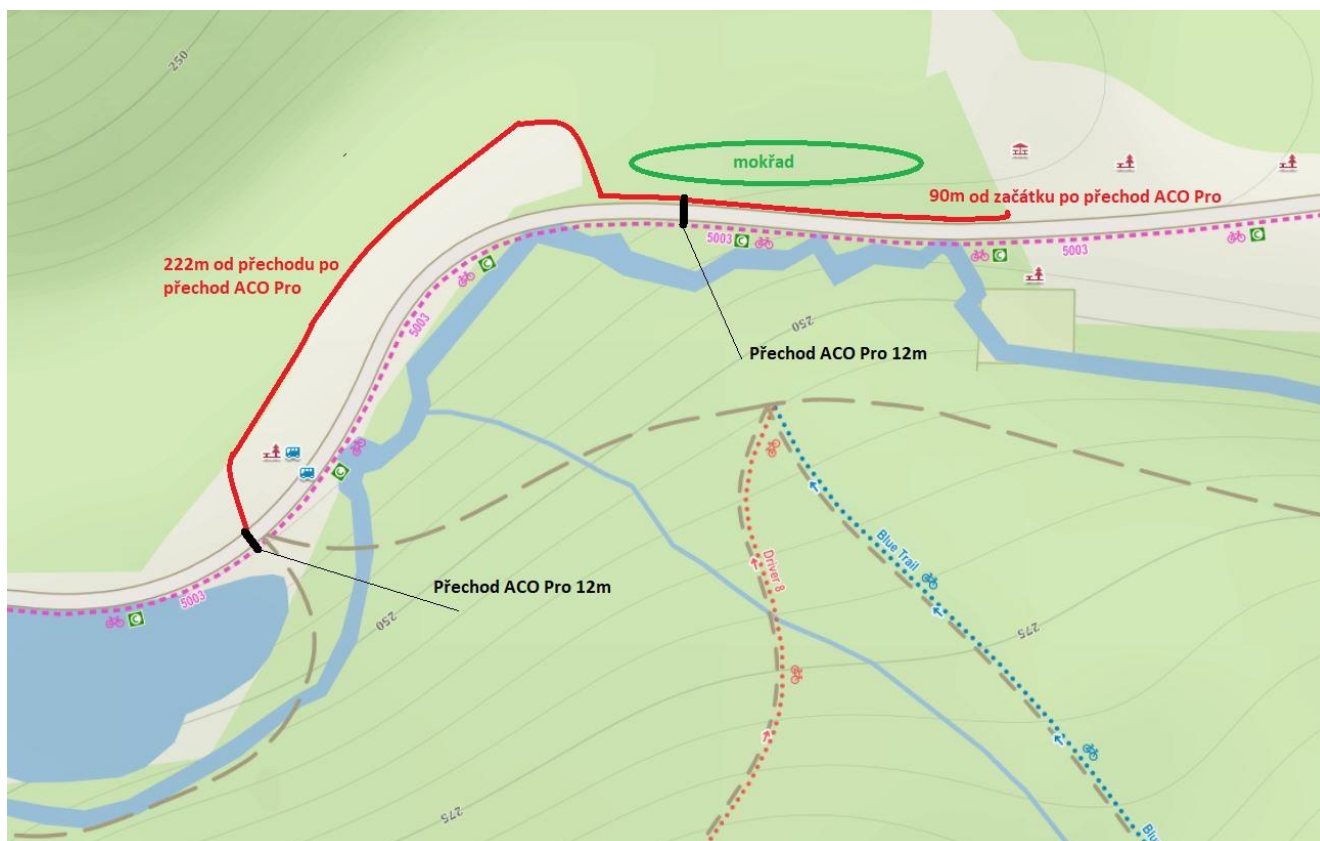 250
mokřad
90m od začátku po přechod ACO Pro
5003
C
C
5003
C
C
222m od přechodu po
přechod ACO Pro
5003
250
Přechod ACO Pro 12m
C
Přechod ACO Pro 12m
5003
C
250
Driver 8
Blue Trail
275
275
Blu